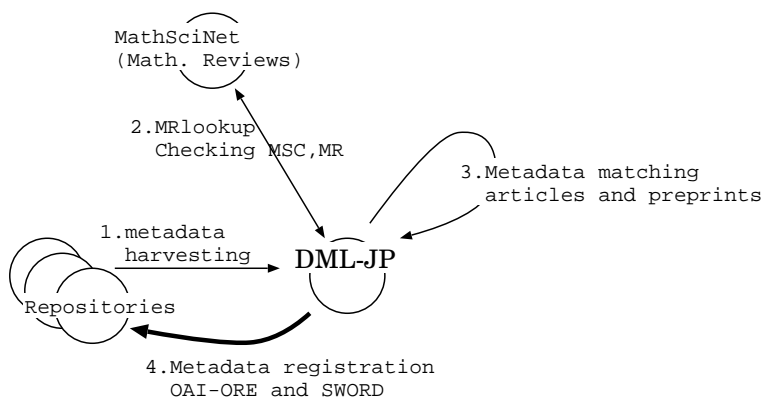 MathSciNet
(Math. Reviews)
2.MRlookup
Checking MSC,MR
3.Metadata matching
articles and preprints
1.metadata
harvesting
DML-JP
Repositories
4.Metadata registration
OAI-ORE and SWORD